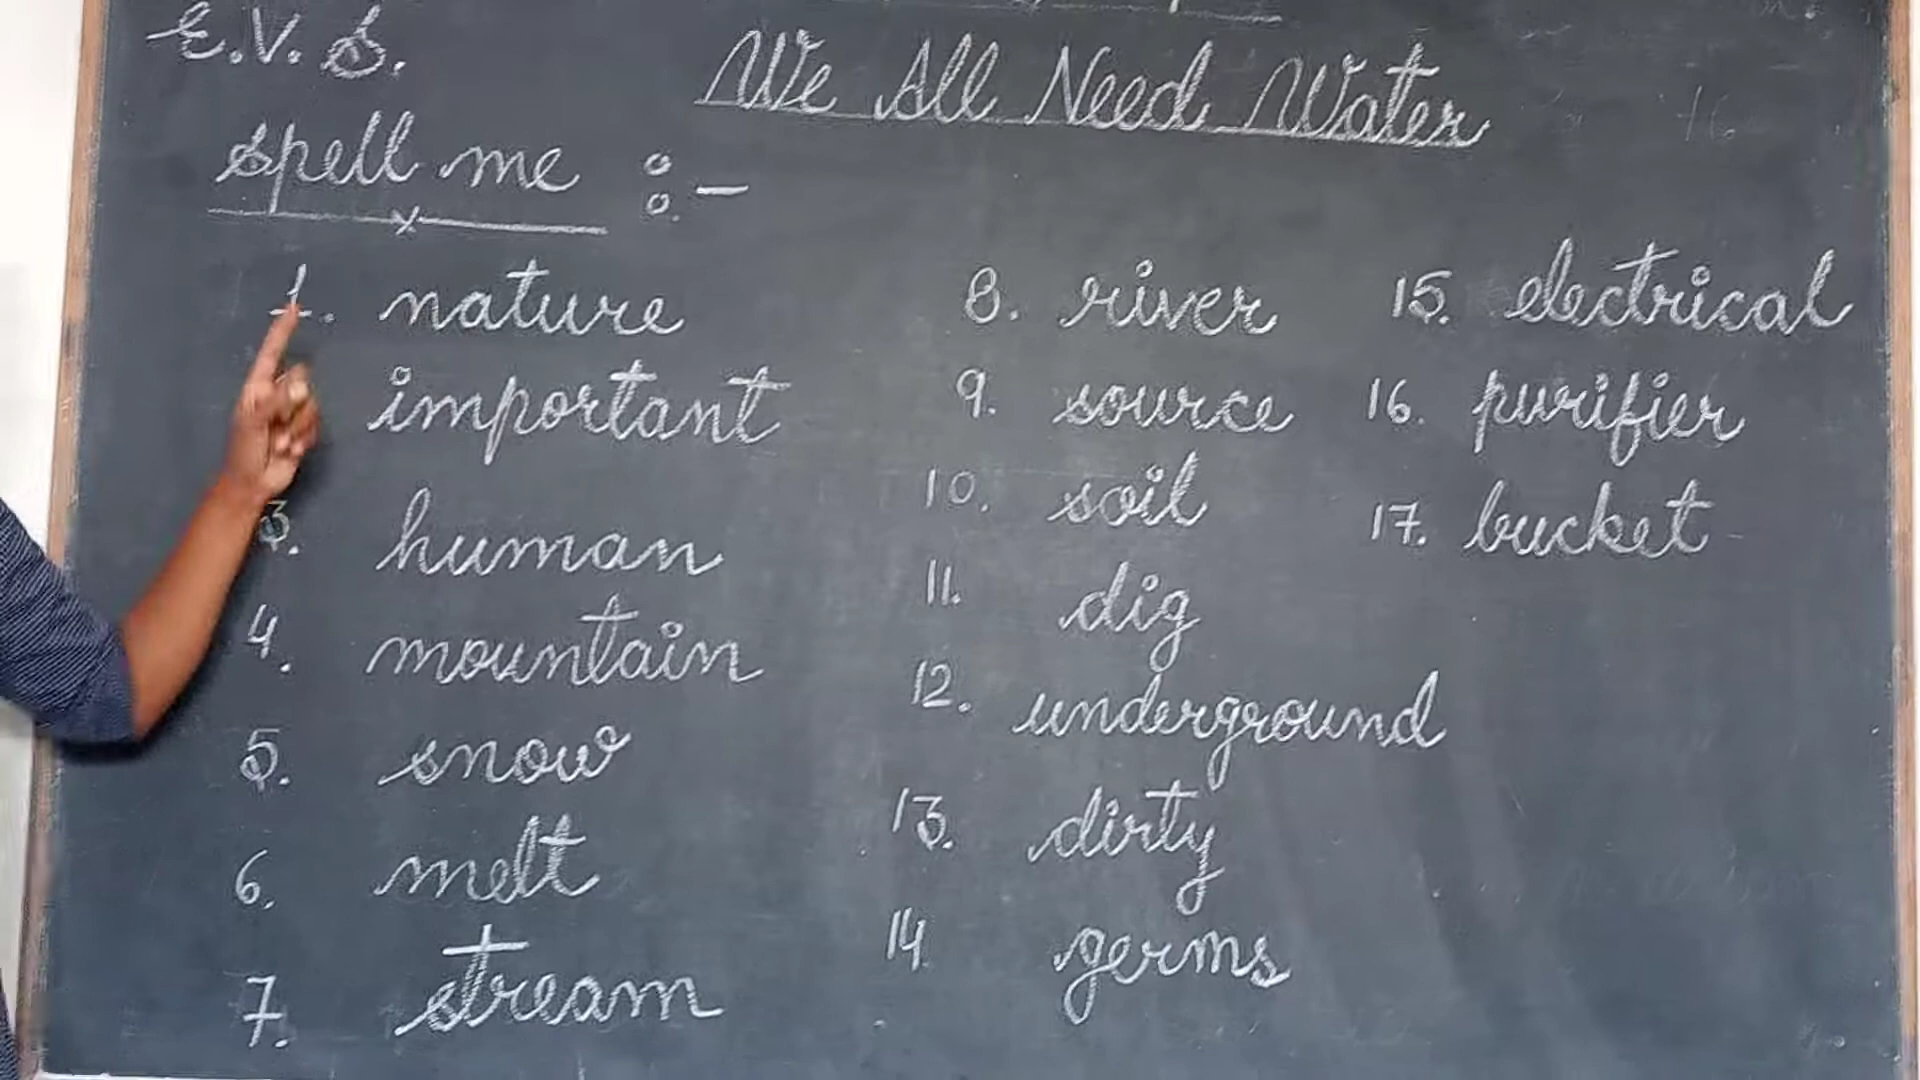 E.V.S.
We All Need Water
spell me :-
1. nature
important
3. human
4. mountain
5. snow
6. melt
7. stream
8. river
9. source
10. soil
11. dig
12. underground
13. dirty
14 germs
15. electrical
16. purifier
17. bucket